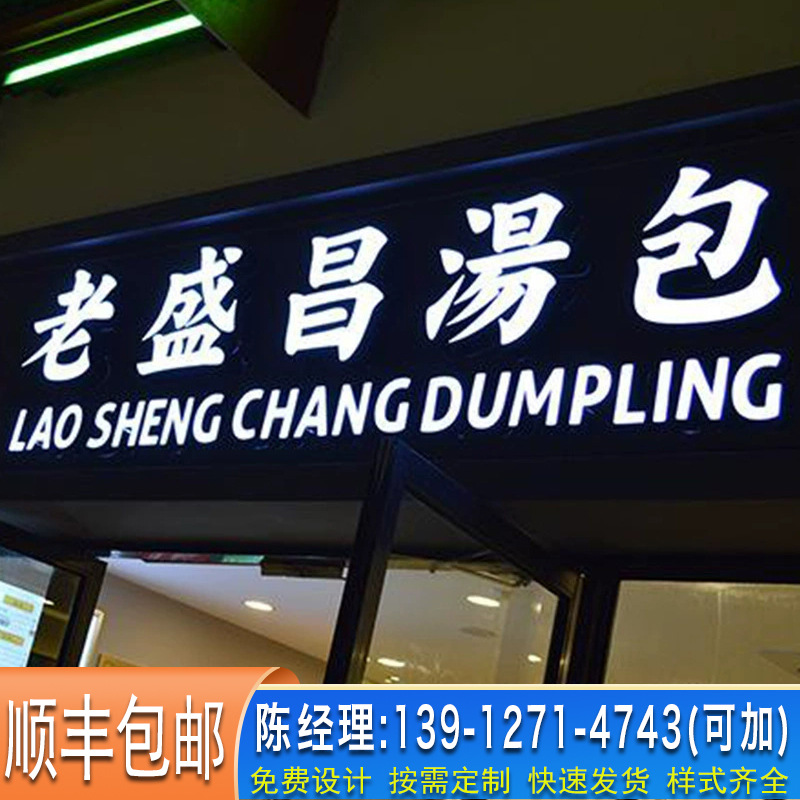 老盛昌湯包
LAO SHENG CHANG DUMPLING
顺丰包邮
陈经理:139-1271-4743(可加)
免费设计 按需定制 快速发货 样式齐全